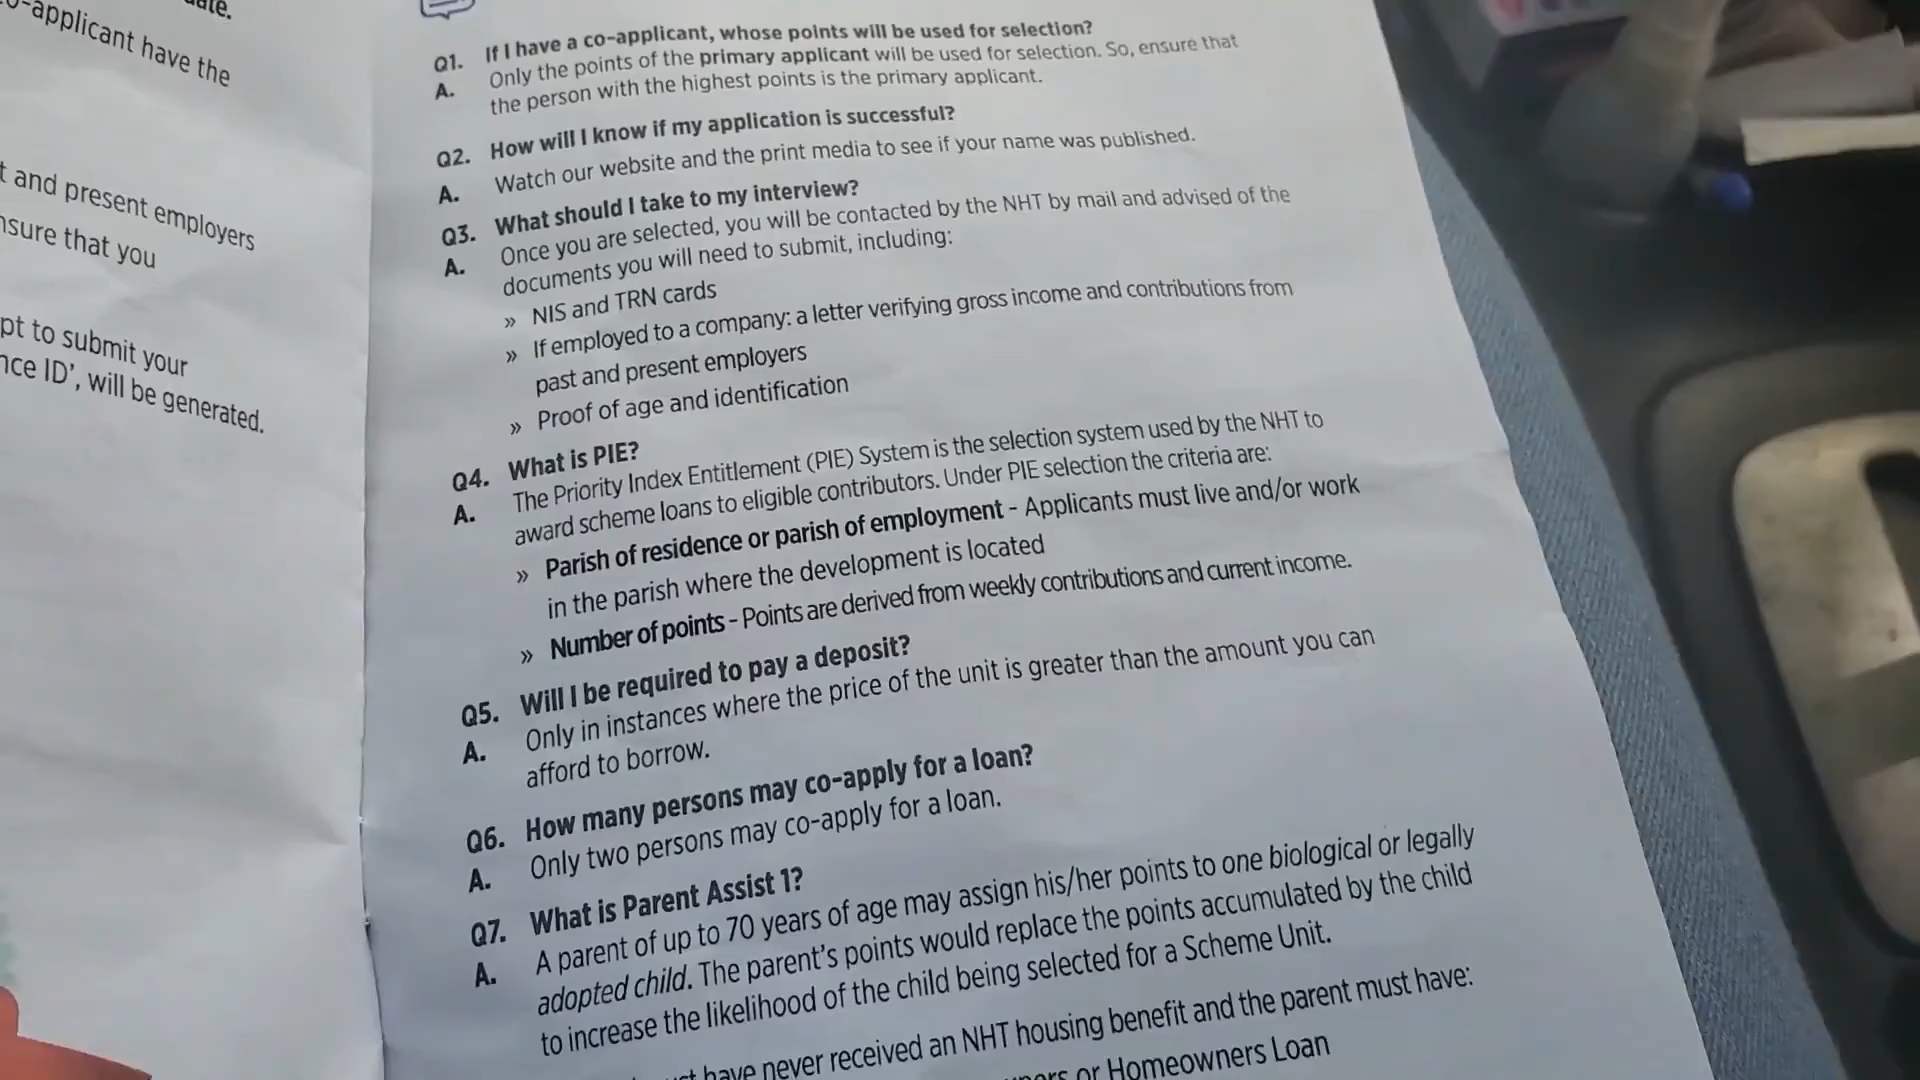 ate.
o-applicant have the
t and present employers
nsure that you
pt to submit your
nce ID', will be generated.
Q1. If I have a co-applicant, whose points will be used for selection?
A. Only the points of the primary applicant will be used for selection. So, ensure that
the person with the highest points is the primary applicant.
Q2. How will I know if my application is successful?
A. Watch our website and the print media to see if your name was published.
Q3. What should I take to my interview?
A. Once you are selected, you will be contacted by the NHT by mail and advised of the
documents you will need to submit, including:
» NIS and TRN cards
» If employed to a company: a letter verifying gross income and contributions from
past and present employers
» Proof of age and identification
Q4. What is PIE?
A. The Priority Index Entitlement (PIE) System is the selection system used by the NHT to
award scheme loans to eligible contributors. Under PIE selection the criteria are:
» Parish of residence or parish of employment - Applicants must live and/or work
in the parish where the development is located
» Number of points - Points are derived from weekly contributions and current income.
Q5. Will I be required to pay a deposit?
A. Only in instances where the price of the unit is greater than the amount you can
afford to borrow.
Q6. How many persons may co-apply for a loan?
A. Only two persons may co-apply for a loan.
Q7. What is Parent Assist 1?
A. A parent of up to 70 years of age may assign his/her points to one biological or legally
adopted child. The parent's points would replace the points accumulated by the child
to increase the likelihood of the child being selected for a Scheme Unit.
have never received an NHT housing benefit and the parent must have:
or Homeowners Loan